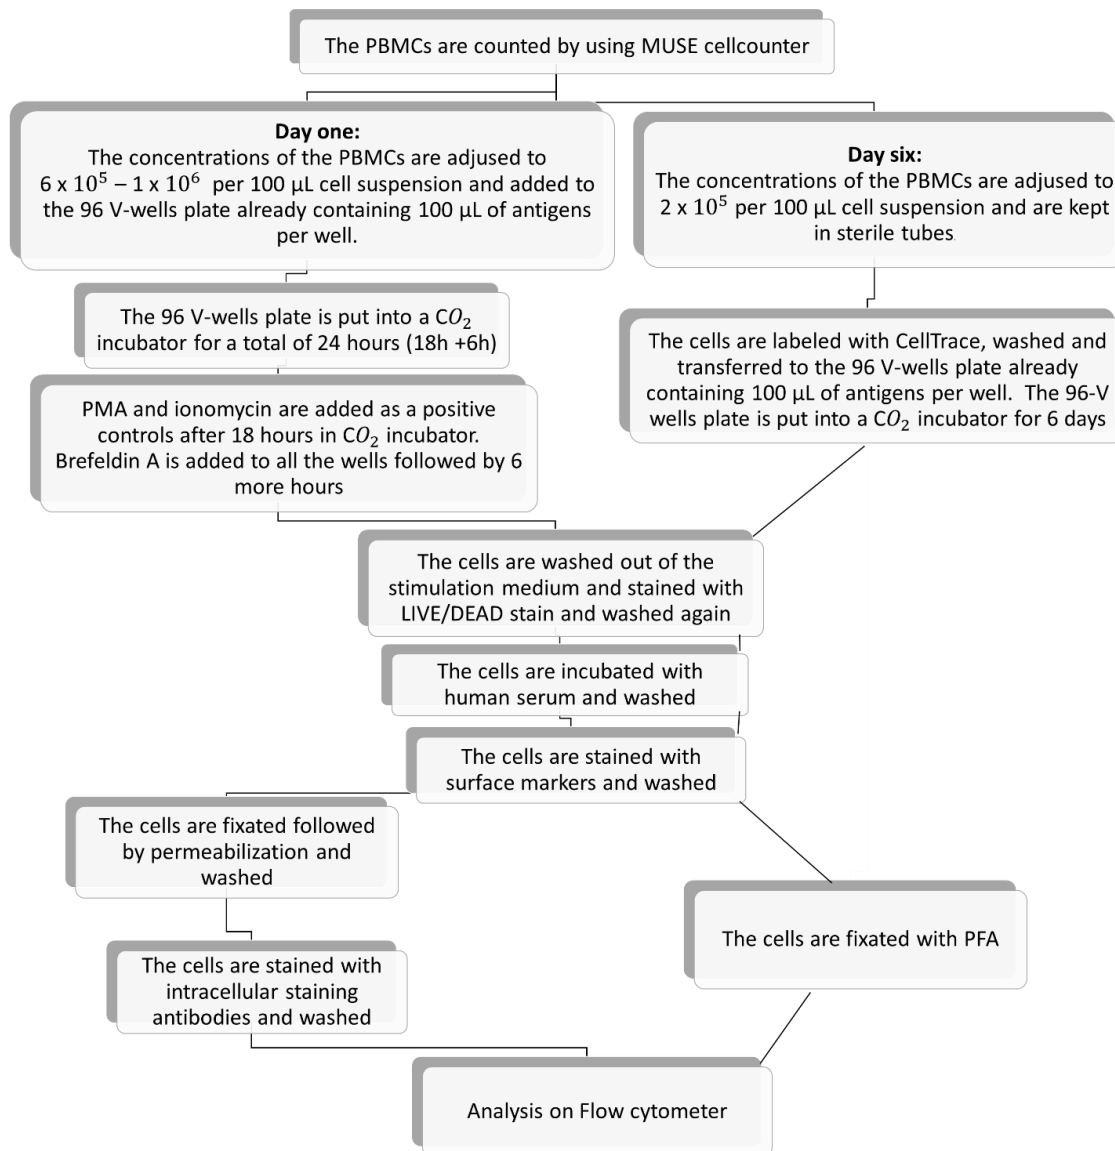 The PBMCs are counted by using MUSE cellcounter
Day one:
The concentrations of the PBMCs are adjused to
6 x 10⁵ – 1 x 10⁶ per 100 µL cell suspension and added to
the 96 V-wells plate already containing 100 µL of antigens
per well.
Day six:
The concentrations of the PBMCs are adjused to
2 x 10⁵ per 100 µL cell suspension and are kept
in sterile tubes
The 96 V-wells plate is put into a CO₂
incubator for a total of 24 hours (18h +6h)
The cells are labeled with CellTrace, washed and
transferred to the 96 V-wells plate already
containing 100 µL of antigens per well. The 96-V
wells plate is put into a CO₂ incubator for 6 days
PMA and ionomycin are added as a positive
controls after 18 hours in CO₂ incubator.
Brefeldin A is added to all the wells followed by 6
more hours
The cells are washed out of the
stimulation medium and stained with
LIVE/DEAD stain and washed again
The cells are incubated with
human serum and washed
The cells are stained with
surface markers and washed
The cells are fixated followed
by permeabilization and
washed
The cells are fixated with PFA
The cells are stained with
intracellular staining
antibodies and washed
Analysis on Flow cytometer